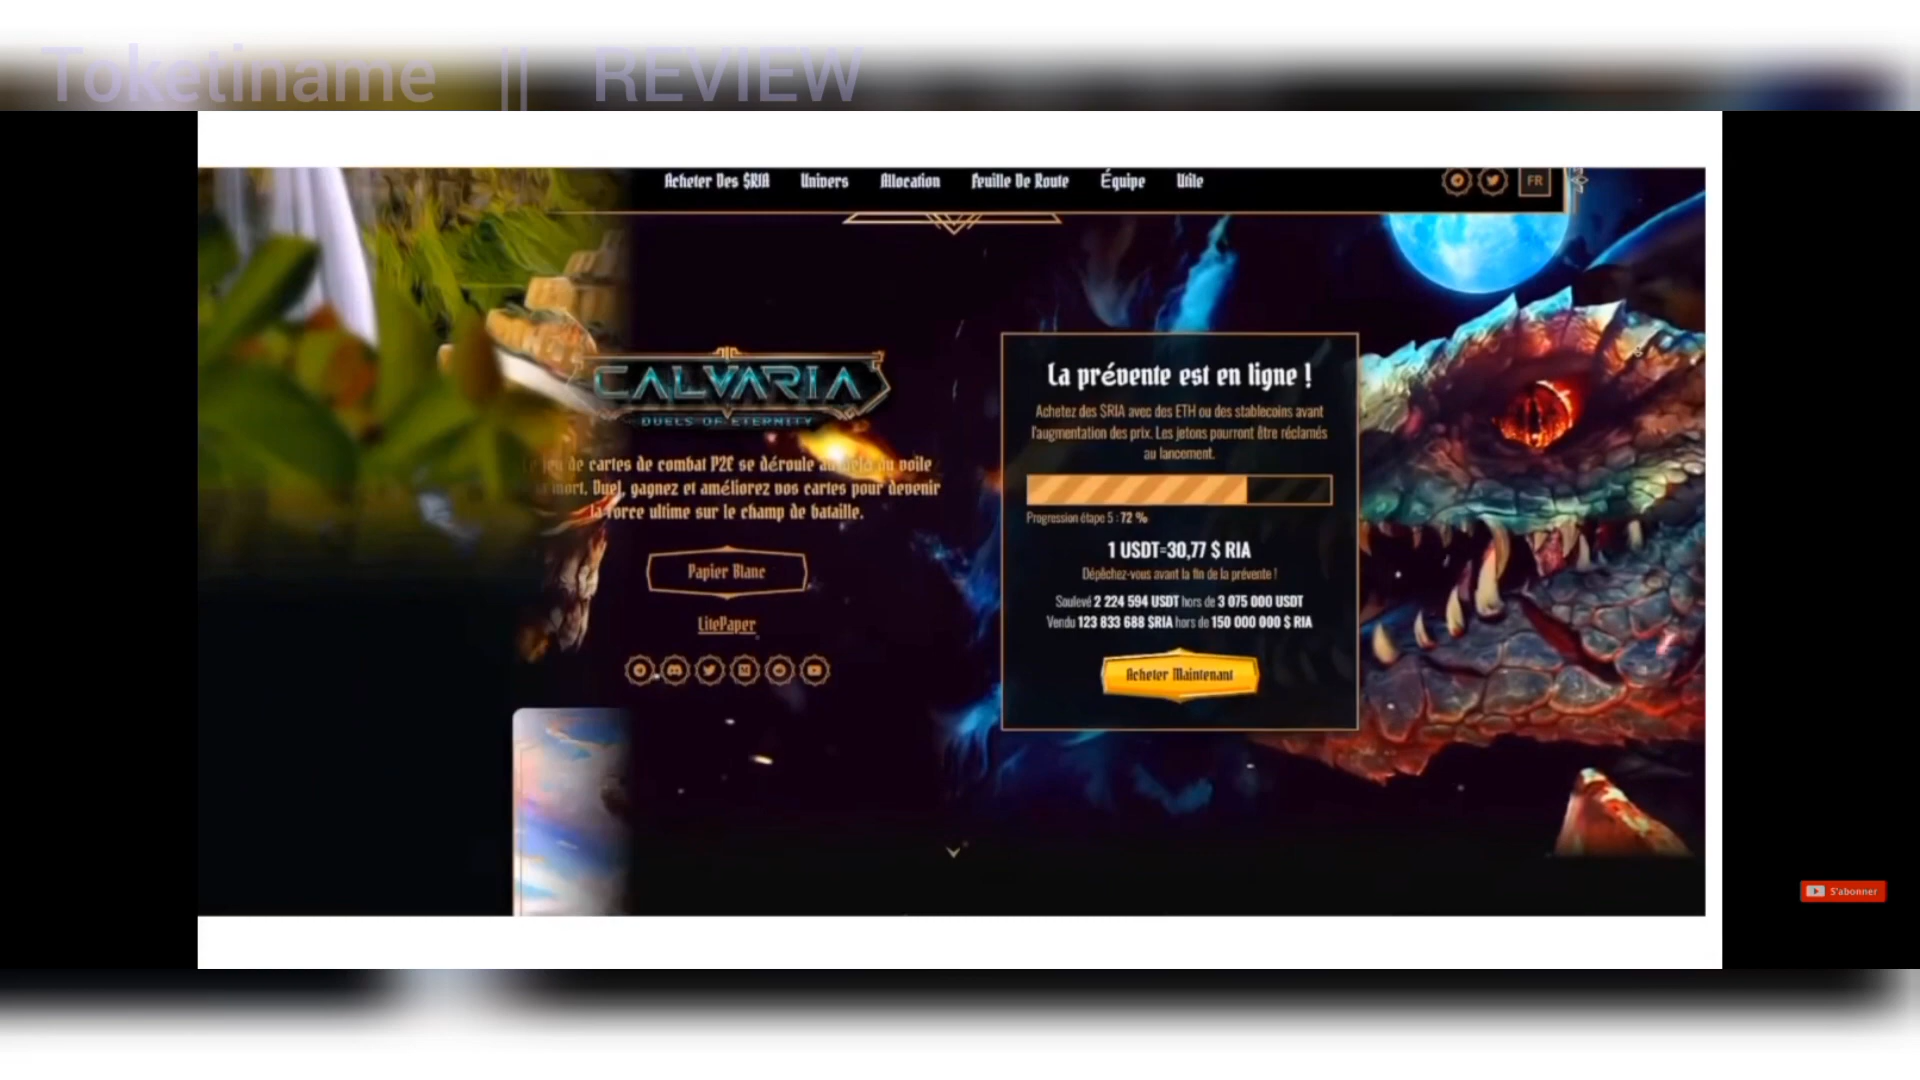 Toketiname || REVIEW
Acheter Des $RIA Univers Allocation Feuille De Route Équipe Utile
FR
CALVARIA
DUELS OF ETERNITY
jeu de cartes de combat P2E se déroule au-delà du voile
mort. Duel, gagnez et améliorez vos cartes pour devenir
la force ultime sur le champ de bataille.
Papier Blanc
LitePaper
La prévente est en ligne !
Achetez des $RIA avec des ETH ou des stablecoins avant
l'augmentation des prix. Les jetons pourront être réclamés
au lancement.
Progression étape 5 : 72 %
1 USDT=30,77 $ RIA
Dépêchez-vous avant la fin de la prévente !
Soulevé 2 224 594 USDT hors de 3 075 000 USDT
Vendu 123 833 688 $RIA hors de 150 000 000 $ RIA
Acheter Maintenant
S'abonner